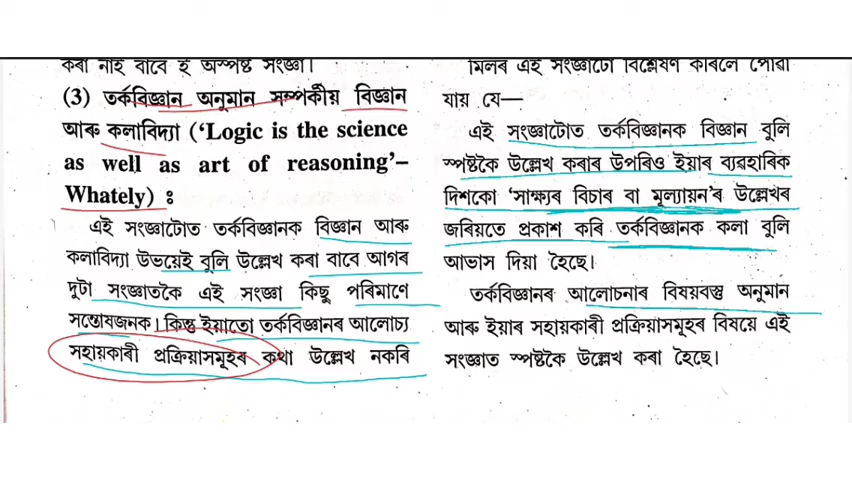 কৰা নাই বাবে ই অস্পষ্ট সংজ্ঞা।
(3) তৰ্কবিজ্ঞান অনুমান সম্পৰ্কীয় বিজ্ঞান
আৰু কলাবিদ্যা (‘Logic is the science
as well as art of reasoning’–
Whately) :
এই সংজ্ঞাটোত তৰ্কবিজ্ঞানক বিজ্ঞান আৰু
কলাবিদ্যা উভয়েই বুলি উল্লেখ কৰা বাবে আগৰ
দুটা সংজ্ঞাতকৈ এই সংজ্ঞা কিছু পৰিমাণে
সন্তোষজনক। কিন্তু ইয়াতো তৰ্কবিজ্ঞানৰ আলোচ্য
সহায়কাৰী প্ৰক্ৰিয়াসমূহৰ কথা উল্লেখ নকৰি
মিলৰ এই সংজ্ঞাটো বিশ্লেষণ কৰিলে পোৱা
যায় যে—
এই সংজ্ঞাটোত তৰ্কবিজ্ঞানক বিজ্ঞান বুলি
স্পষ্টকৈ উল্লেখ কৰাৰ উপৰিও ইয়াৰ ব্যৱহাৰিক
দিশকো ‘সাক্ষ্যৰ বিচাৰ বা মূল্যায়ন’ৰ উল্লেখৰ
জৰিয়তে প্ৰকাশ কৰি তৰ্কবিজ্ঞানক কলা বুলি
আভাস দিয়া হৈছে।
তৰ্কবিজ্ঞানৰ আলোচনাৰ বিষয়বস্তু অনুমান
আৰু ইয়াৰ সহায়কাৰী প্ৰক্ৰিয়াসমূহৰ বিষয়ে এই
সংজ্ঞাত স্পষ্টকৈ উল্লেখ কৰা হৈছে।